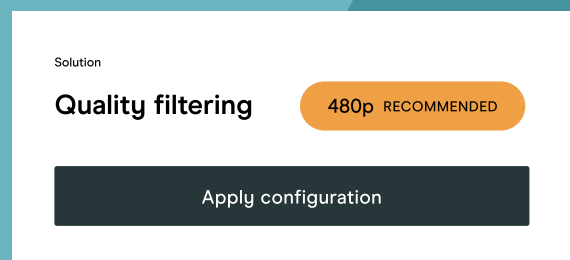 Solution
Quality filtering
480p RECOMMENDED
Apply configuration